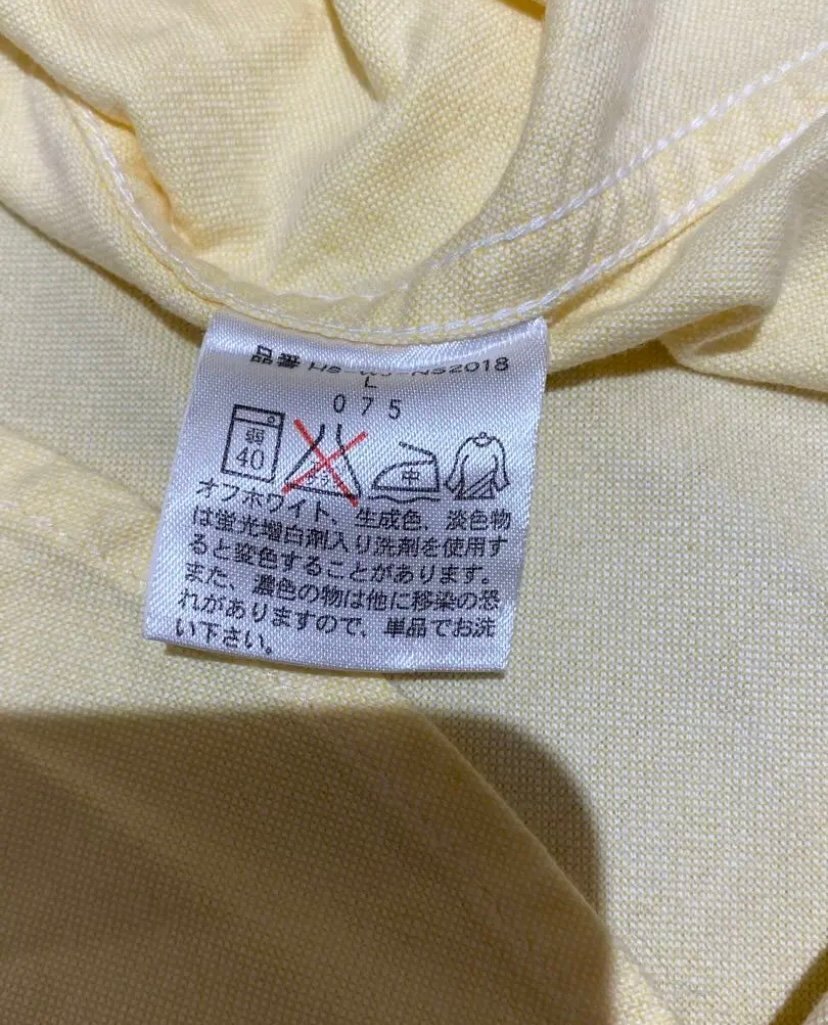 品番 HS-WS-NS2018
L
075
弱
40
中
オフホワイト、生成色、淡色物
は蛍光増白剤入り洗剤を使用す
ると変色することがあります。
また、濃色の物は他に移染の恐
れがありますので、単品でお洗
い下さい。